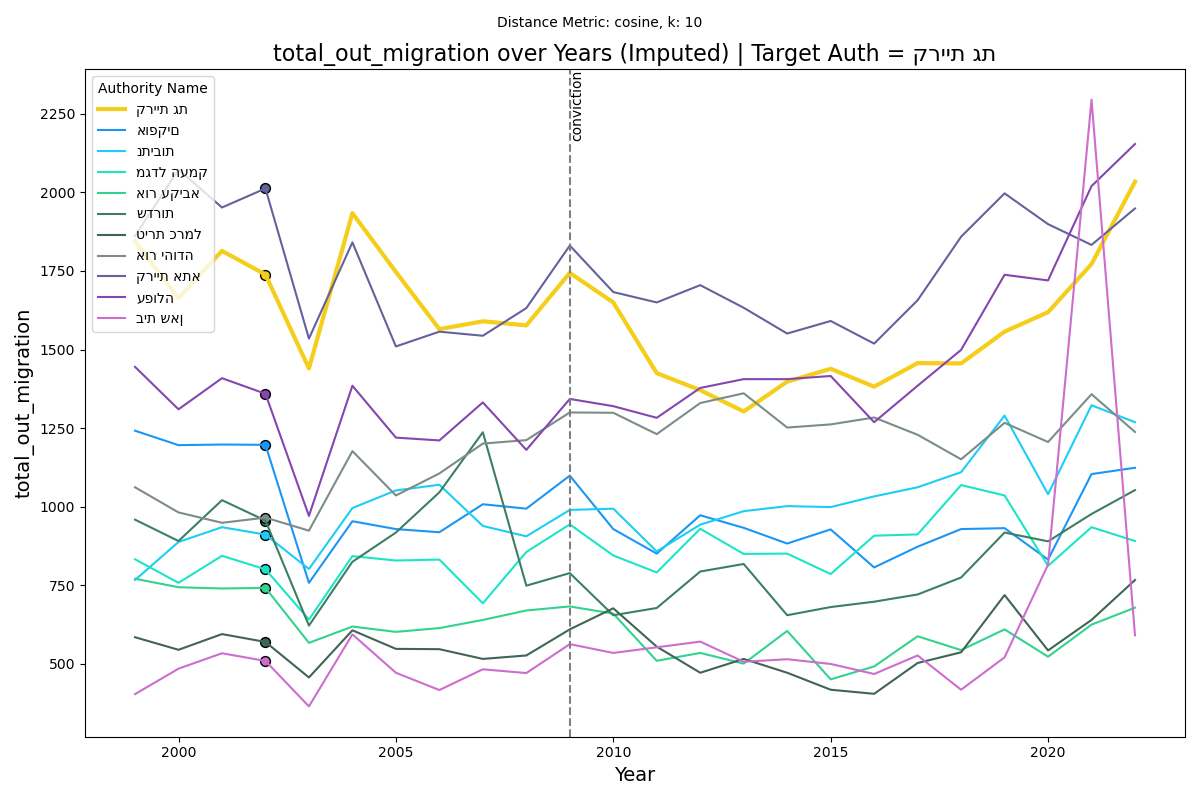 Distance Metric: cosine, k: 10
total_out_migration over Years (Imputed) | Target Auth = קריית גת
Authority Name
קריית גת
אופקים
נתיבות
מגדל העמק
אור עקיבא
שדרות
טירת כרמל
אור יהודה
קריית אתא
עפולה
בית שאן
conviction
total_out_migration
2250
2000
1750
1500
1250
1000
750
500
2000
2005
2010
2015
2020
Year